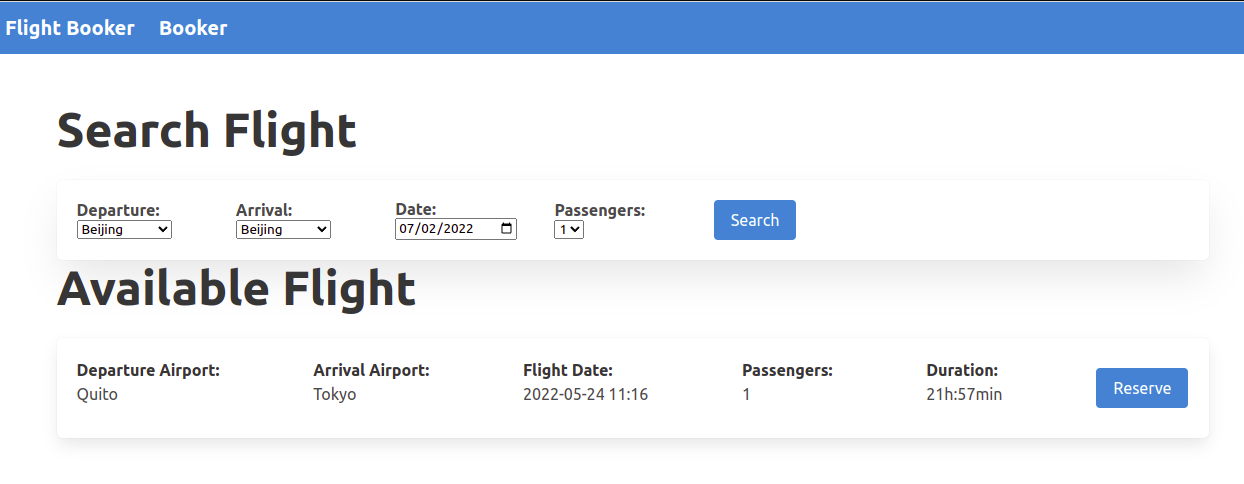 Flight Booker Booker
Search Flight
Departure: Arrival: Date: Passengers:
Beijing Beijing 07/02/2022 1 Search
Available Flight
Departure Airport: Arrival Airport: Flight Date: Passengers: Duration:
Quito Tokyo 2022-05-24 11:16 1 21h:57min Reserve